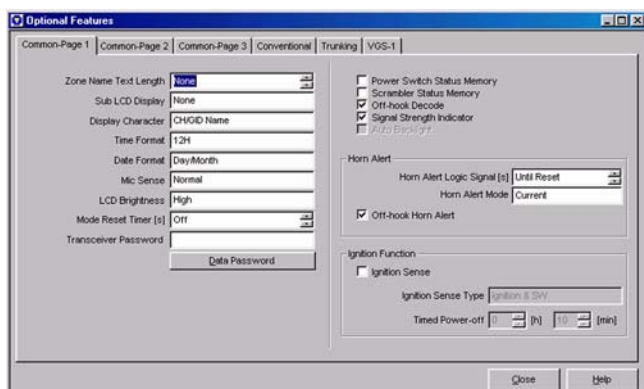 Optional Features
Common-Page 1 Common-Page 2 Common-Page 3 Conventional Trunking VGS-1
Zone Name Text Length None
Sub LCD Display None
Display Character CH/GID Name
Time Format 12H
Date Format Day/Month
Mic Sense Normal
LCD Brightness High
Mode Reset Timer [s] Off
Transceiver Password
Data Password
Power Switch Status Memory
Scrambler Status Memory
Off-hook Decode
Signal Strength Indicator
Auto Backlight
Horn Alert
Horn Alert Logic Signal [s] Until Reset
Horn Alert Mode Current
Off-hook Horn Alert
Ignition Function
Ignition Sense
Ignition Sense Type Ignition & SW
Timed Power-off 0 [h] 10 [min]
Close Help